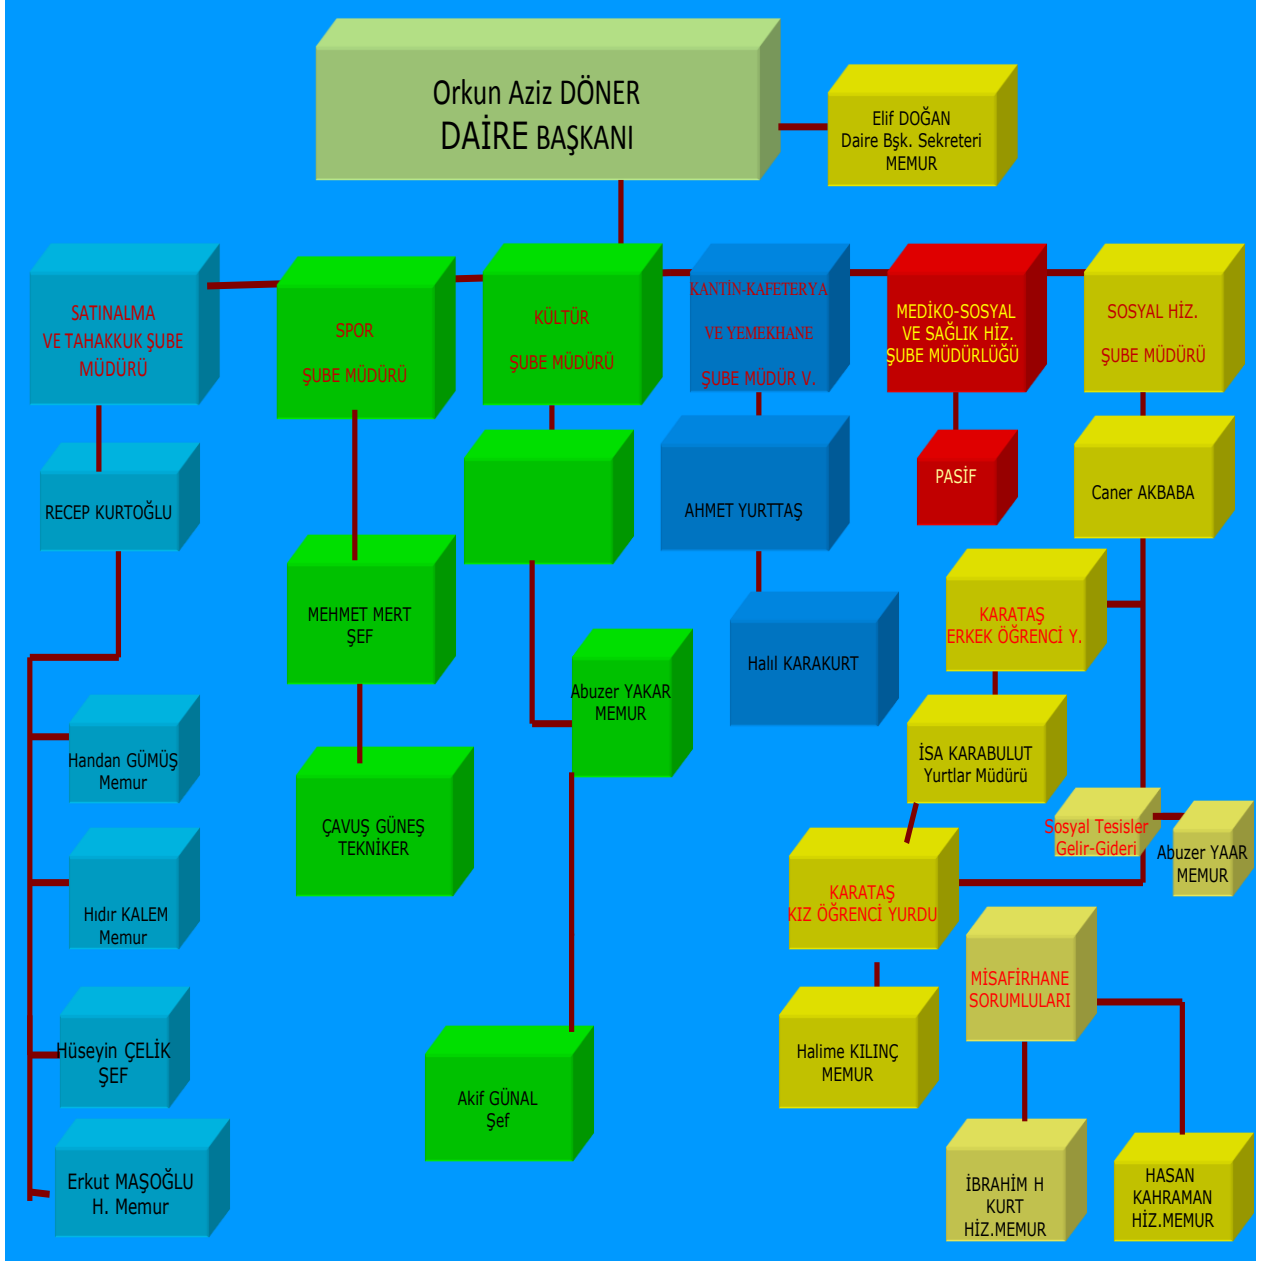 Orkun Aziz DÖNER
DAİRE BAŞKANI
Elif DOĞAN
Daire Bşk. Sekreteri
MEMUR
SATINALMA
VE TAHAKKUK ŞUBE
MÜDÜRÜ
SPOR
ŞUBE MÜDÜRÜ
KÜLTÜR
ŞUBE MÜDÜRÜ
KANTİN-KAFETERYA
VE YEMEKHANE
ŞUBE MÜDÜR V.
MEDİKO-SOSYAL
VE SAĞLIK HİZ.
ŞUBE MÜDÜRLÜĞÜ
SOSYAL HİZ.
ŞUBE MÜDÜRÜ
RECEP KURTOĞLU
AHMET YURTTAŞ
PASİF
Caner AKBABA
MEHMET MERT
ŞEF
KARATAŞ
ERKEK ÖĞRENCİ Y.
Halıl KARAKURT
Abuzer YAKAR
MEMUR
Handan GÜMÜŞ
Memur
İSA KARABULUT
Yurtlar Müdürü
ÇAVUŞ GÜNEŞ
TEKNİKER
Sosyal Tesisler
Gelir-Gideri
Abuzer YAAR
MEMUR
Hıdır KALEM
Memur
KARATAŞ
KIZ ÖĞRENCİ YURDU
MİSAFİRHANE
SORUMLULARI
Hüseyin ÇELİK
ŞEF
Halime KILINÇ
MEMUR
Akif GÜNAL
Şef
Erkut MAŞOĞLU
H. Memur
İBRAHİM H
KURT
HİZ.MEMUR
HASAN
KAHRAMAN
HİZ.MEMUR